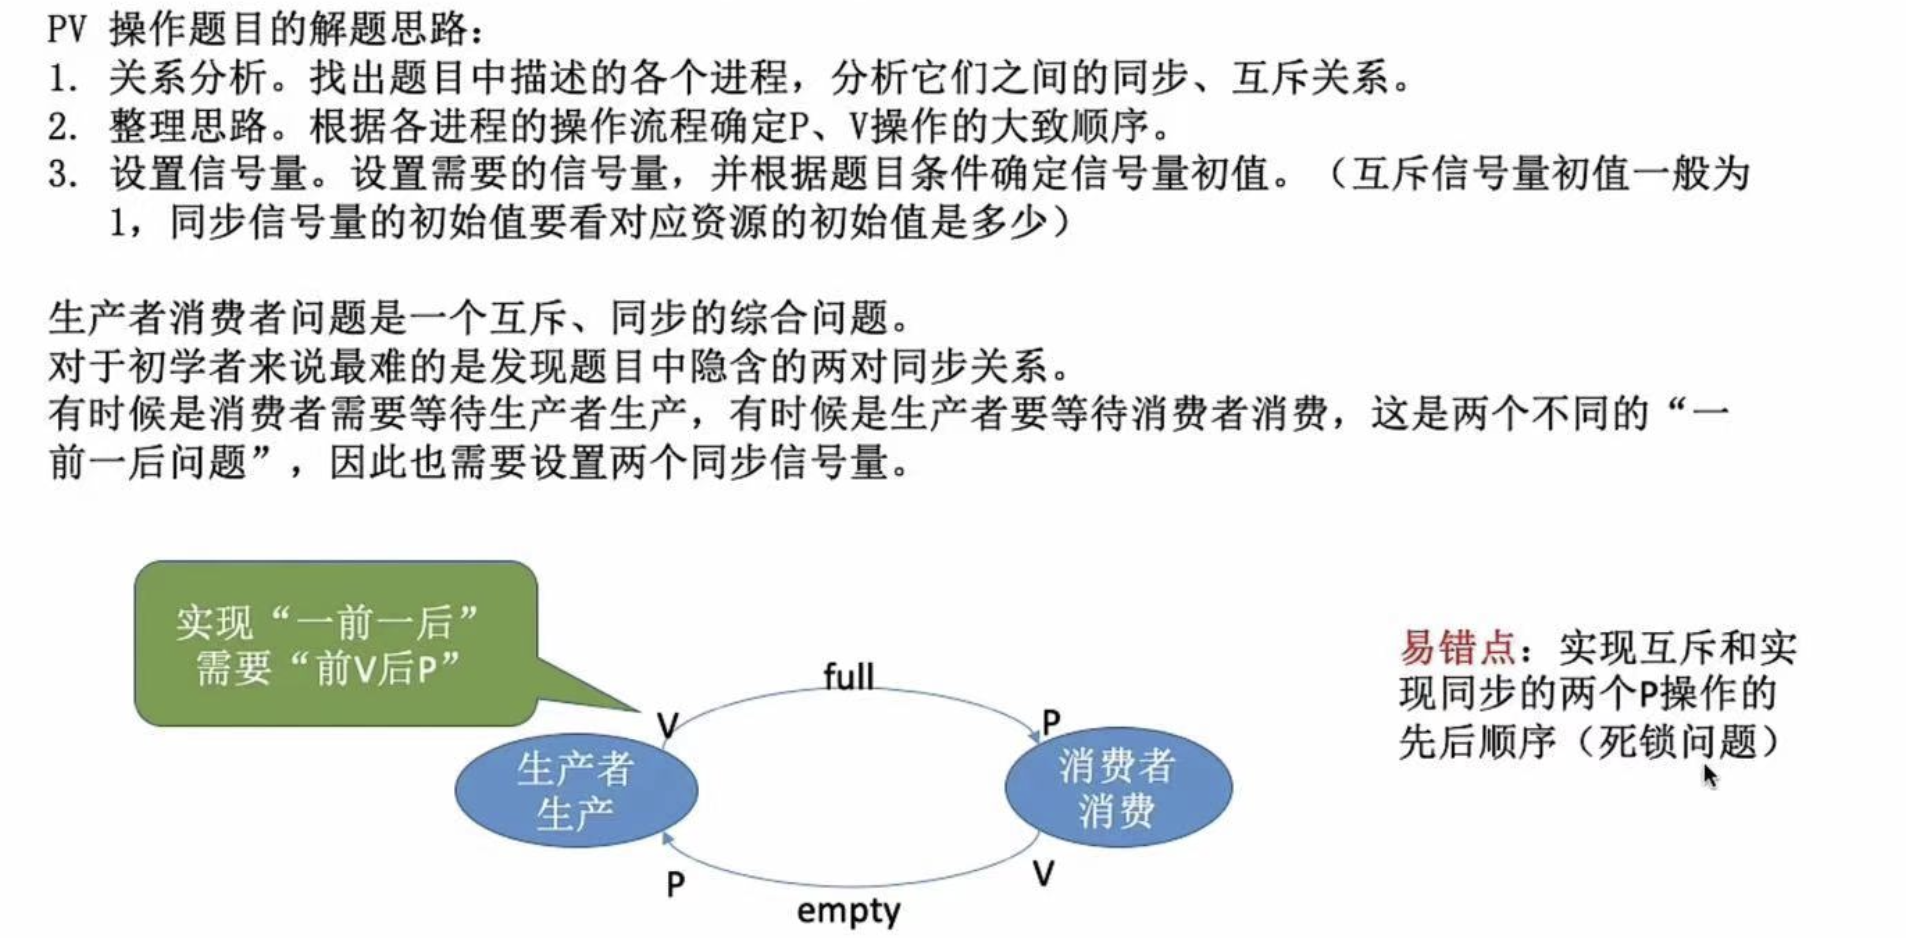 PV 操作题目的解题思路：
1. 关系分析。找出题目中描述的各个进程，分析它们之间的同步、互斥关系。
2. 整理思路。根据各进程的操作流程确定P、V操作的大致顺序。
3. 设置信号量。设置需要的信号量，并根据题目条件确定信号量初值。（互斥信号量初值一般为
1，同步信号量的初始值要看对应资源的初始值是多少）
生产者消费者问题是一个互斥、同步的综合问题。
对于初学者来说最难的是发现题目中隐含的两对同步关系。
有时候是消费者需要等待生产者生产，有时候是生产者要等待消费者消费，这是两个不同的“一
前一后问题”，因此也需要设置两个同步信号量。
实现“一前一后”
需要“前V后P”
full
V
P
生产者
生产
消费者
消费
P
V
empty
易错点：实现互斥和实
现同步的两个P操作的
先后顺序（死锁问题）